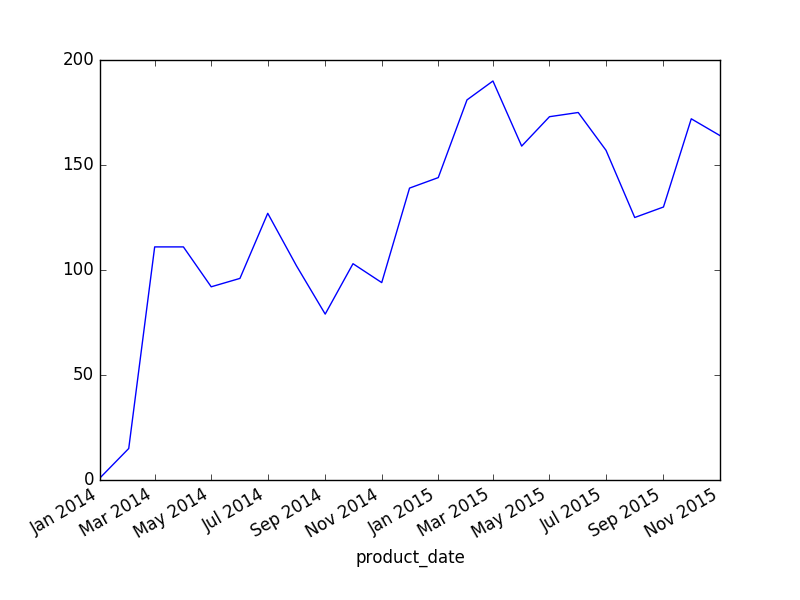 200
150
100
50
0
Jan 2014
Mar 2014
May 2014
Jul 2014
Sep 2014
Nov 2014
Jan 2015
Mar 2015
May 2015
Jul 2015
Sep 2015
Nov 2015
product_date